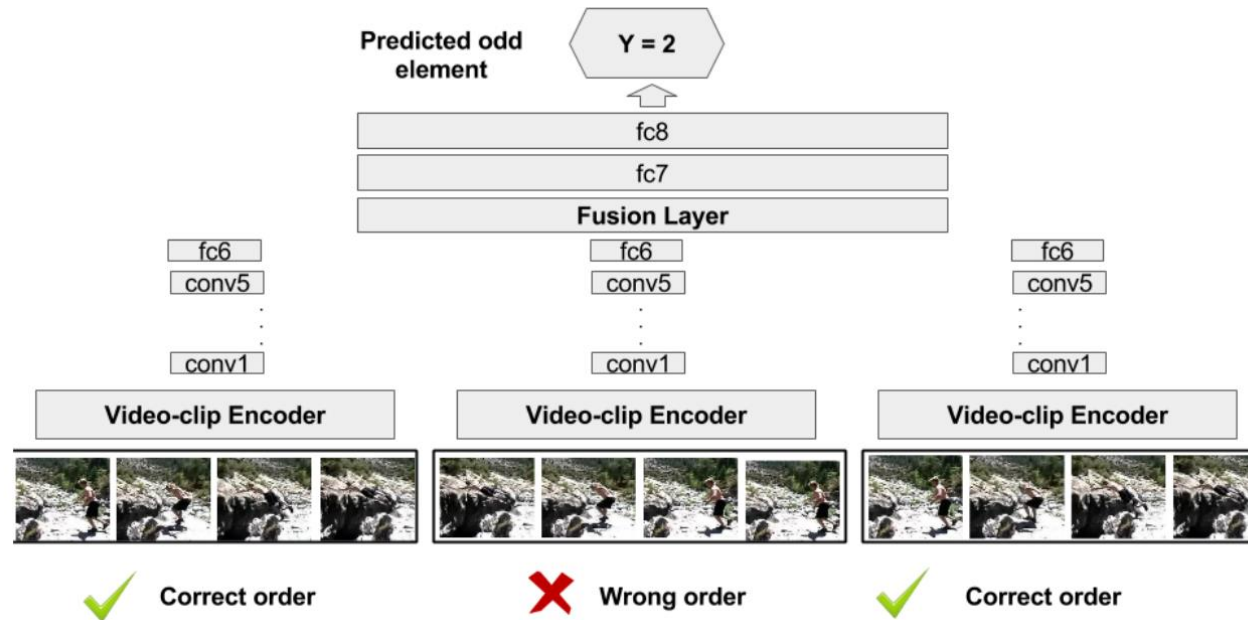 Predicted odd
element
Y = 2
fc8
fc7
Fusion Layer
fc6 fc6 fc6
conv5 conv5 conv5
conv1 conv1 conv1
Video-clip Encoder Video-clip Encoder Video-clip Encoder
Correct order Wrong order Correct order